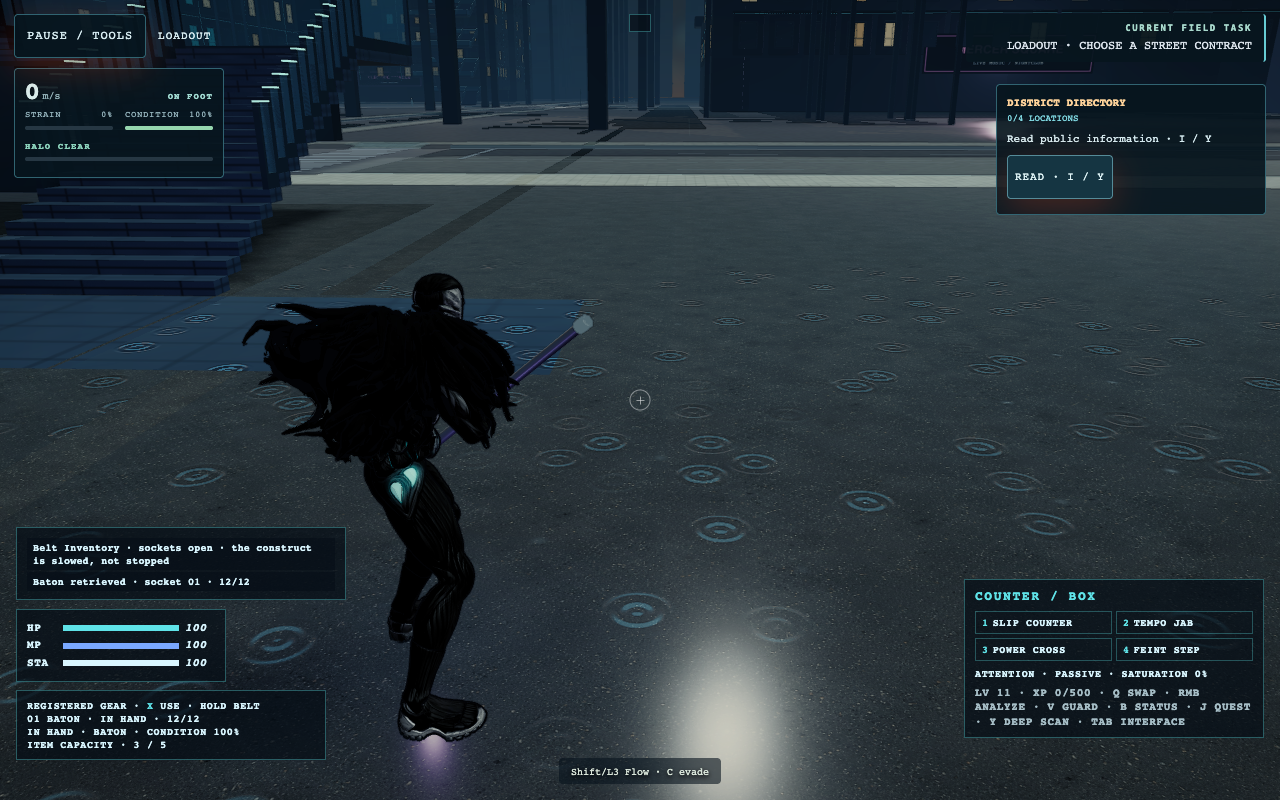 PAUSE / TOOLS
LOADOUT
0 m/s
ON FOOT
STRAIN 0%
CONDITION 100%
HALO CLEAR
CURRENT FIELD TASK
LOADOUT · CHOOSE A STREET CONTRACT
DISTRICT DIRECTORY
0/4 LOCATIONS
Read public information · I / Y
READ · I / Y
Belt Inventory · sockets open · the construct
is slowed, not stopped
Baton retrieved · socket 01 · 12/12
HP 100
MP 100
STA 100
REGISTERED GEAR · X USE · HOLD BELT
01 BATON · IN HAND · 12/12
IN HAND · BATON · CONDITION 100%
ITEM CAPACITY · 3 / 5
Shift/L3 Flow · C evade
COUNTER / BOX
1 SLIP COUNTER
2 TEMPO JAB
3 POWER CROSS
4 FEINT STEP
ATTENTION · PASSIVE · SATURATION 0%
LV 11 · XP 0/500 · Q SWAP · RMB
ANALYZE · V GUARD · B STATUS · J QUEST
· Y DEEP SCAN · TAB INTERFACE